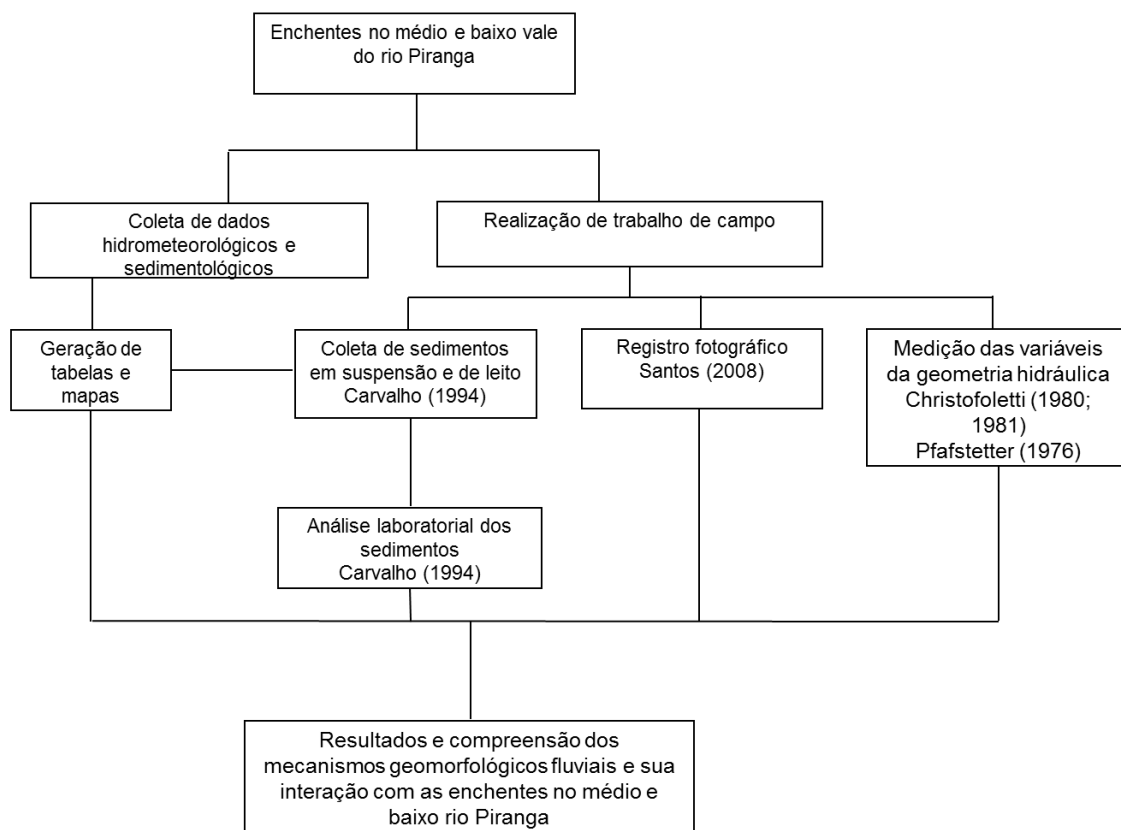 Enchentes no médio e baixo vale
do rio Piranga
Coleta de dados
hidrometeorológicos e
sedimentológicos
Realização de trabalho de campo
Geração de
tabelas e
mapas
Coleta de sedimentos
em suspensão e de leito
Carvalho (1994)
Registro fotográfico
Santos (2008)
Medição das variáveis
da geometria hidráulica
Christofoletti (1980;
1981)
Pfafstetter (1976)
Análise laboratorial dos
sedimentos
Carvalho (1994)
Resultados e compreensão dos
mecanismos geomorfológicos fluviais e sua
interação com as enchentes no médio e
baixo rio Piranga